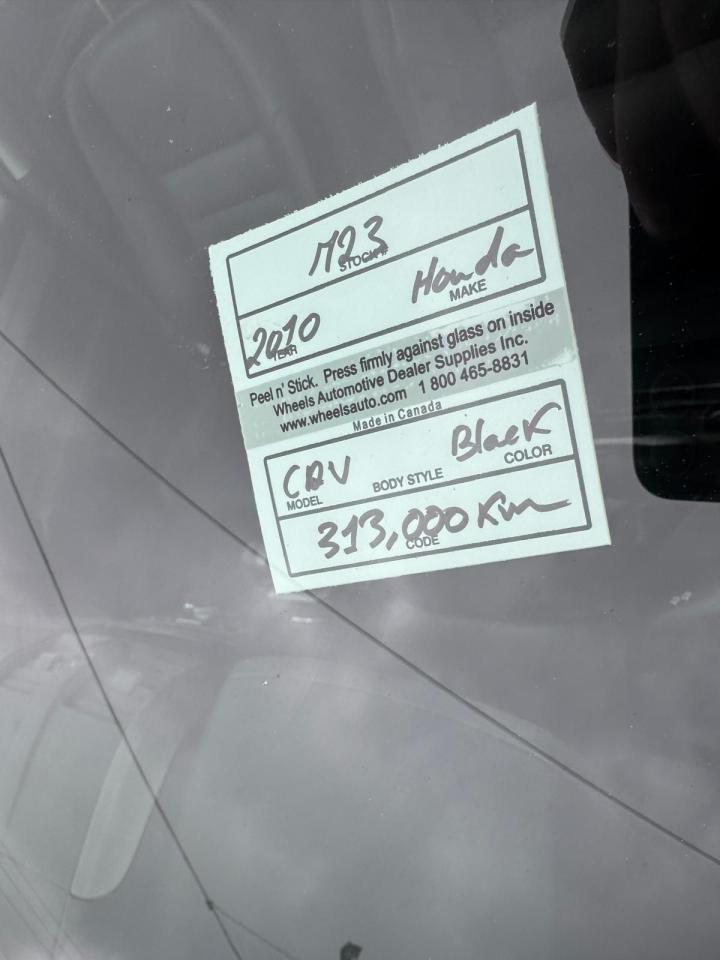 M23
STOCK#
2010 Honda
YEAR MAKE
Peel n' Stick. Press firmly against glass on inside
Wheels Automotive Dealer Supplies Inc.
www.wheelsauto.com 1 800 465-8831
Made in Canada
CRV Black
MODEL BODY STYLE COLOR
313,000 Km
CODE